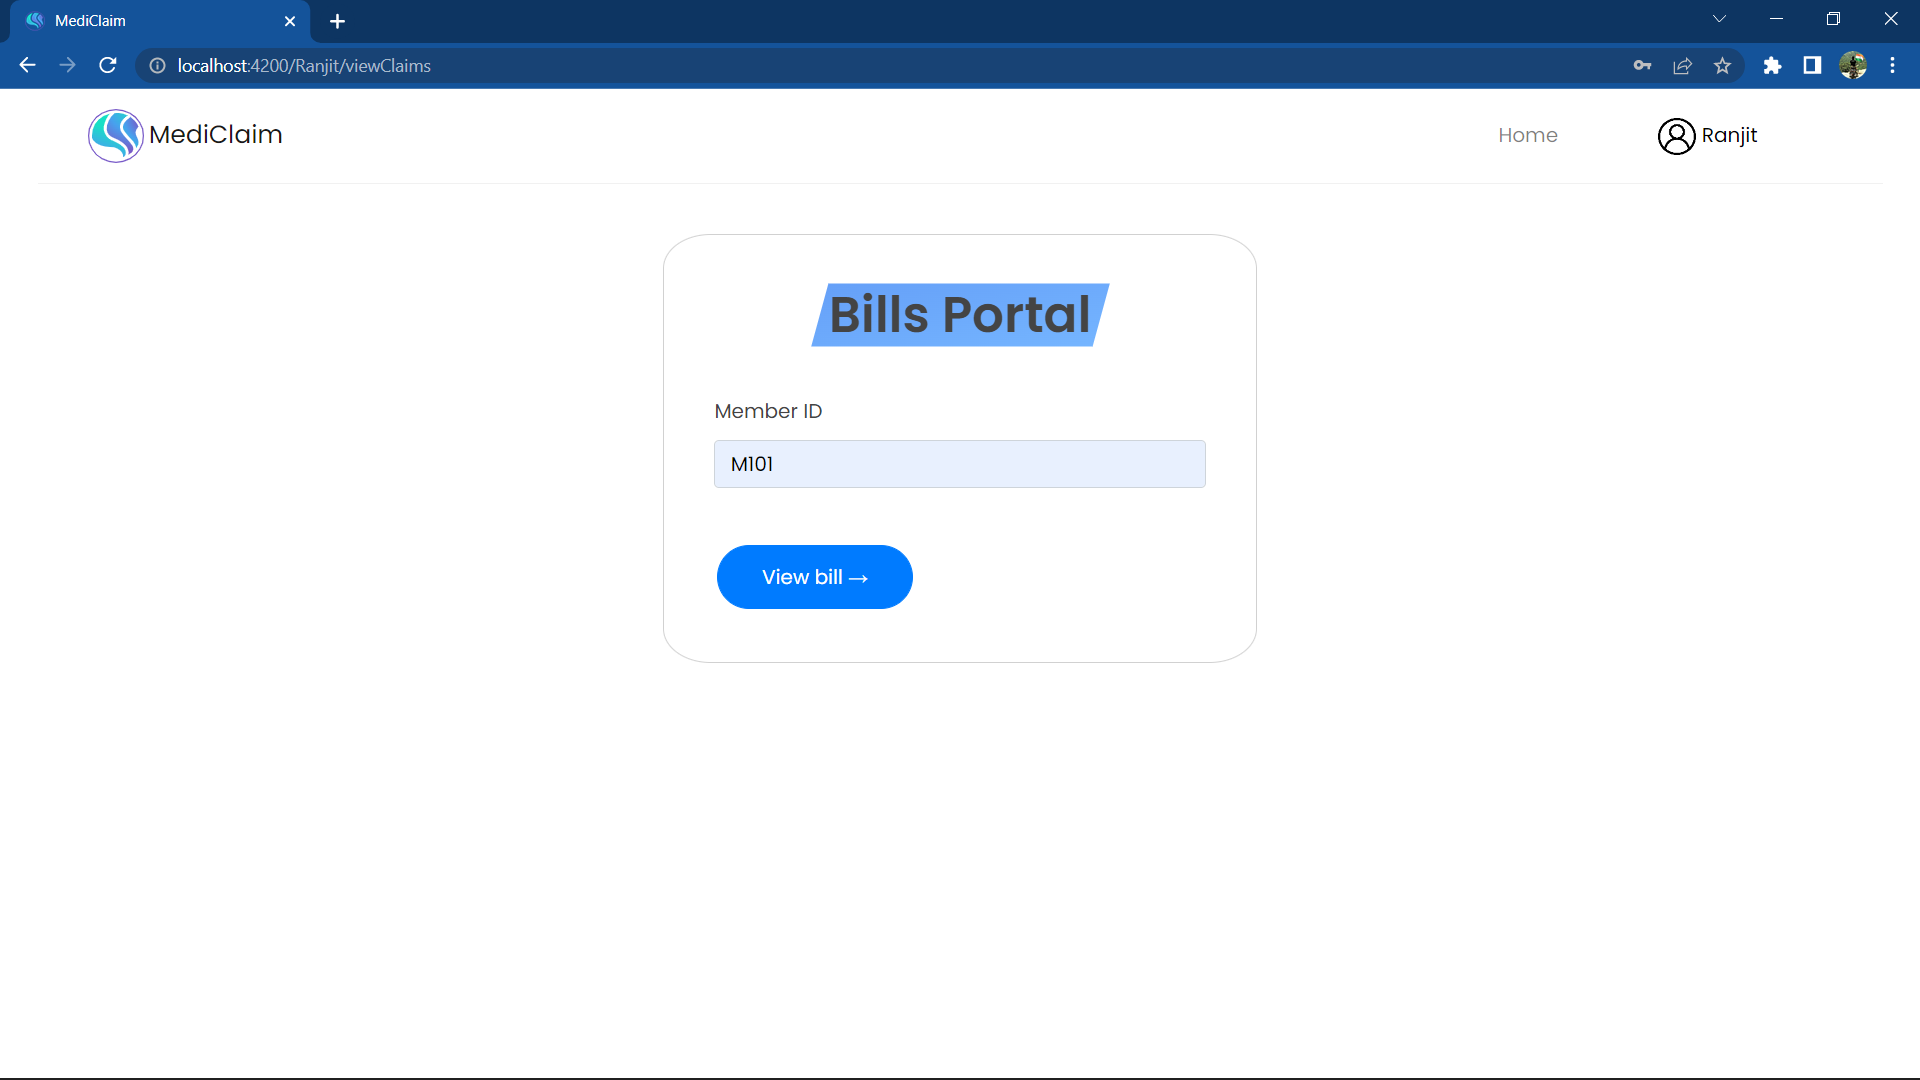 MediClaim
localhost:4200/Ranjit/viewClaims
MediClaim
Home
Ranjit
Bills Portal
Member ID
M101
View bill →